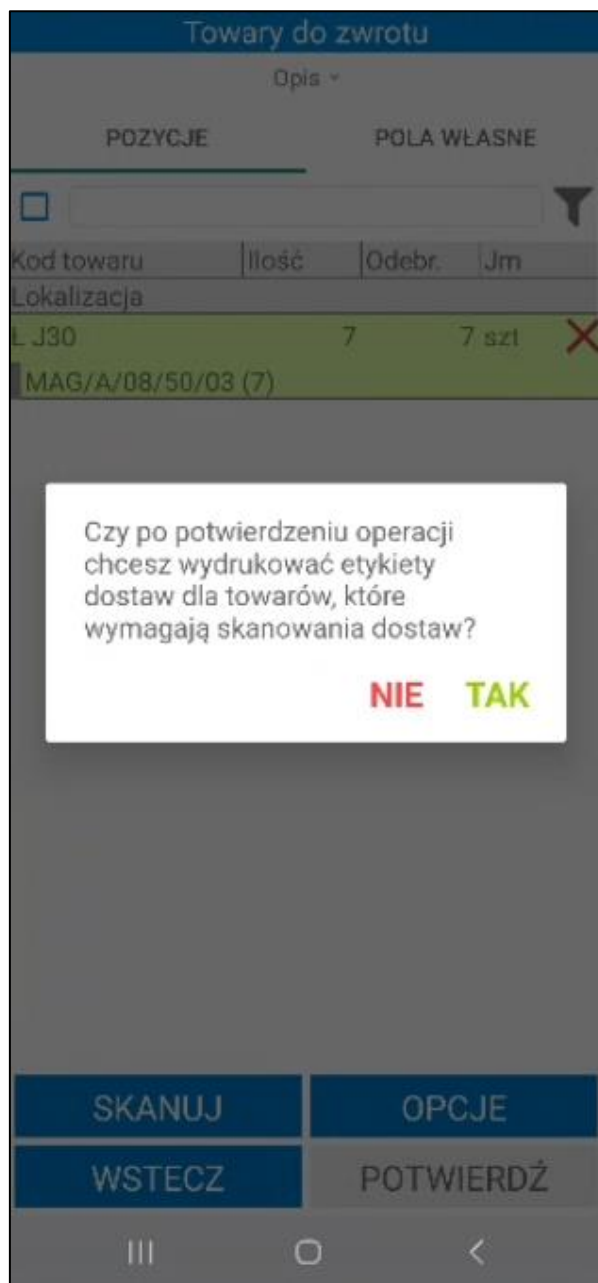 Towary do zwrotu
Opis
POZYCJE POLA WŁASNE
Kod towaru Ilość Odebr. Jm
Lokalizacja
Ł J30 7 7 szt
MAG/A/08/50/03 (7)
Czy po potwierdzeniu operacji
chcesz wydrukować etykiety
dostaw dla towarów, które
wymagają skanowania dostaw?
NIE TAK
SKANUJ OPCJE
WSTECZ POTWIERDŹ